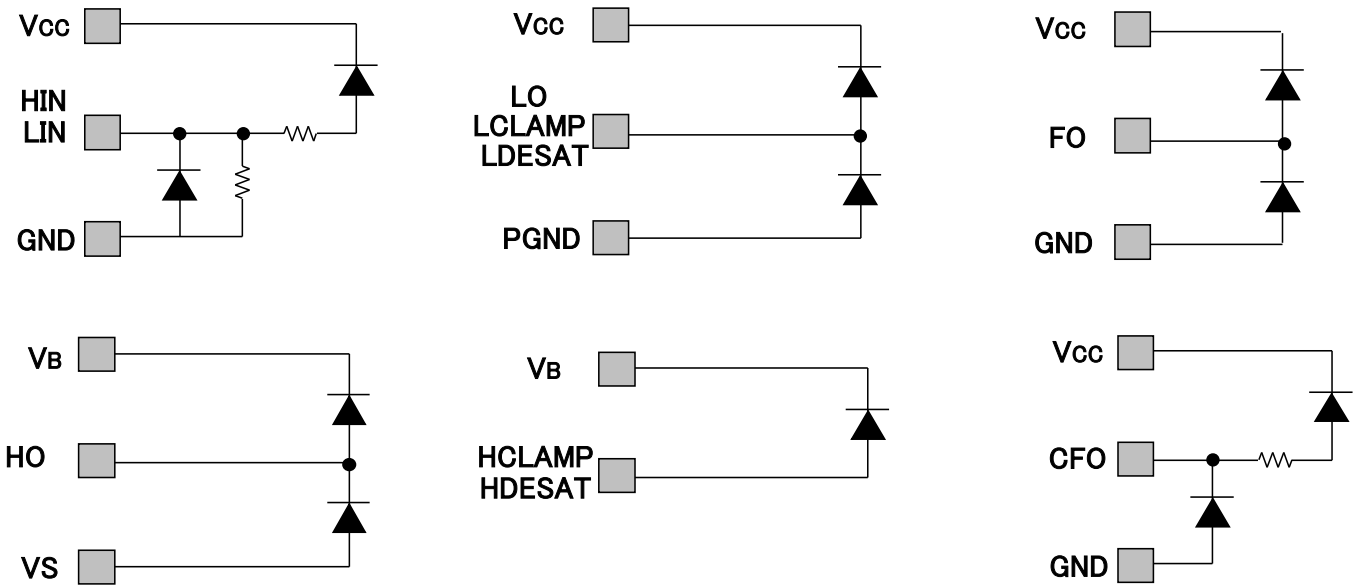 VCC
HIN
LIN
GND
VCC
LO
LCLAMP
LDESAT
PGND
VCC
FO
GND
VB
HO
VS
VB
HCLAMP
HDESAT
VCC
CFO
GND